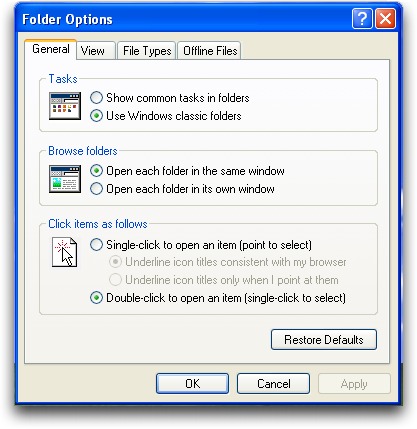 Folder Options
General View File Types Offline Files
Tasks
Show common tasks in folders
Use Windows classic folders
Browse folders
Open each folder in the same window
Open each folder in its own window
Click items as follows
Single-click to open an item (point to select)
Underline icon titles consistent with my browser
Underline icon titles only when I point at them
Double-click to open an item (single-click to select)
Restore Defaults
OK Cancel Apply